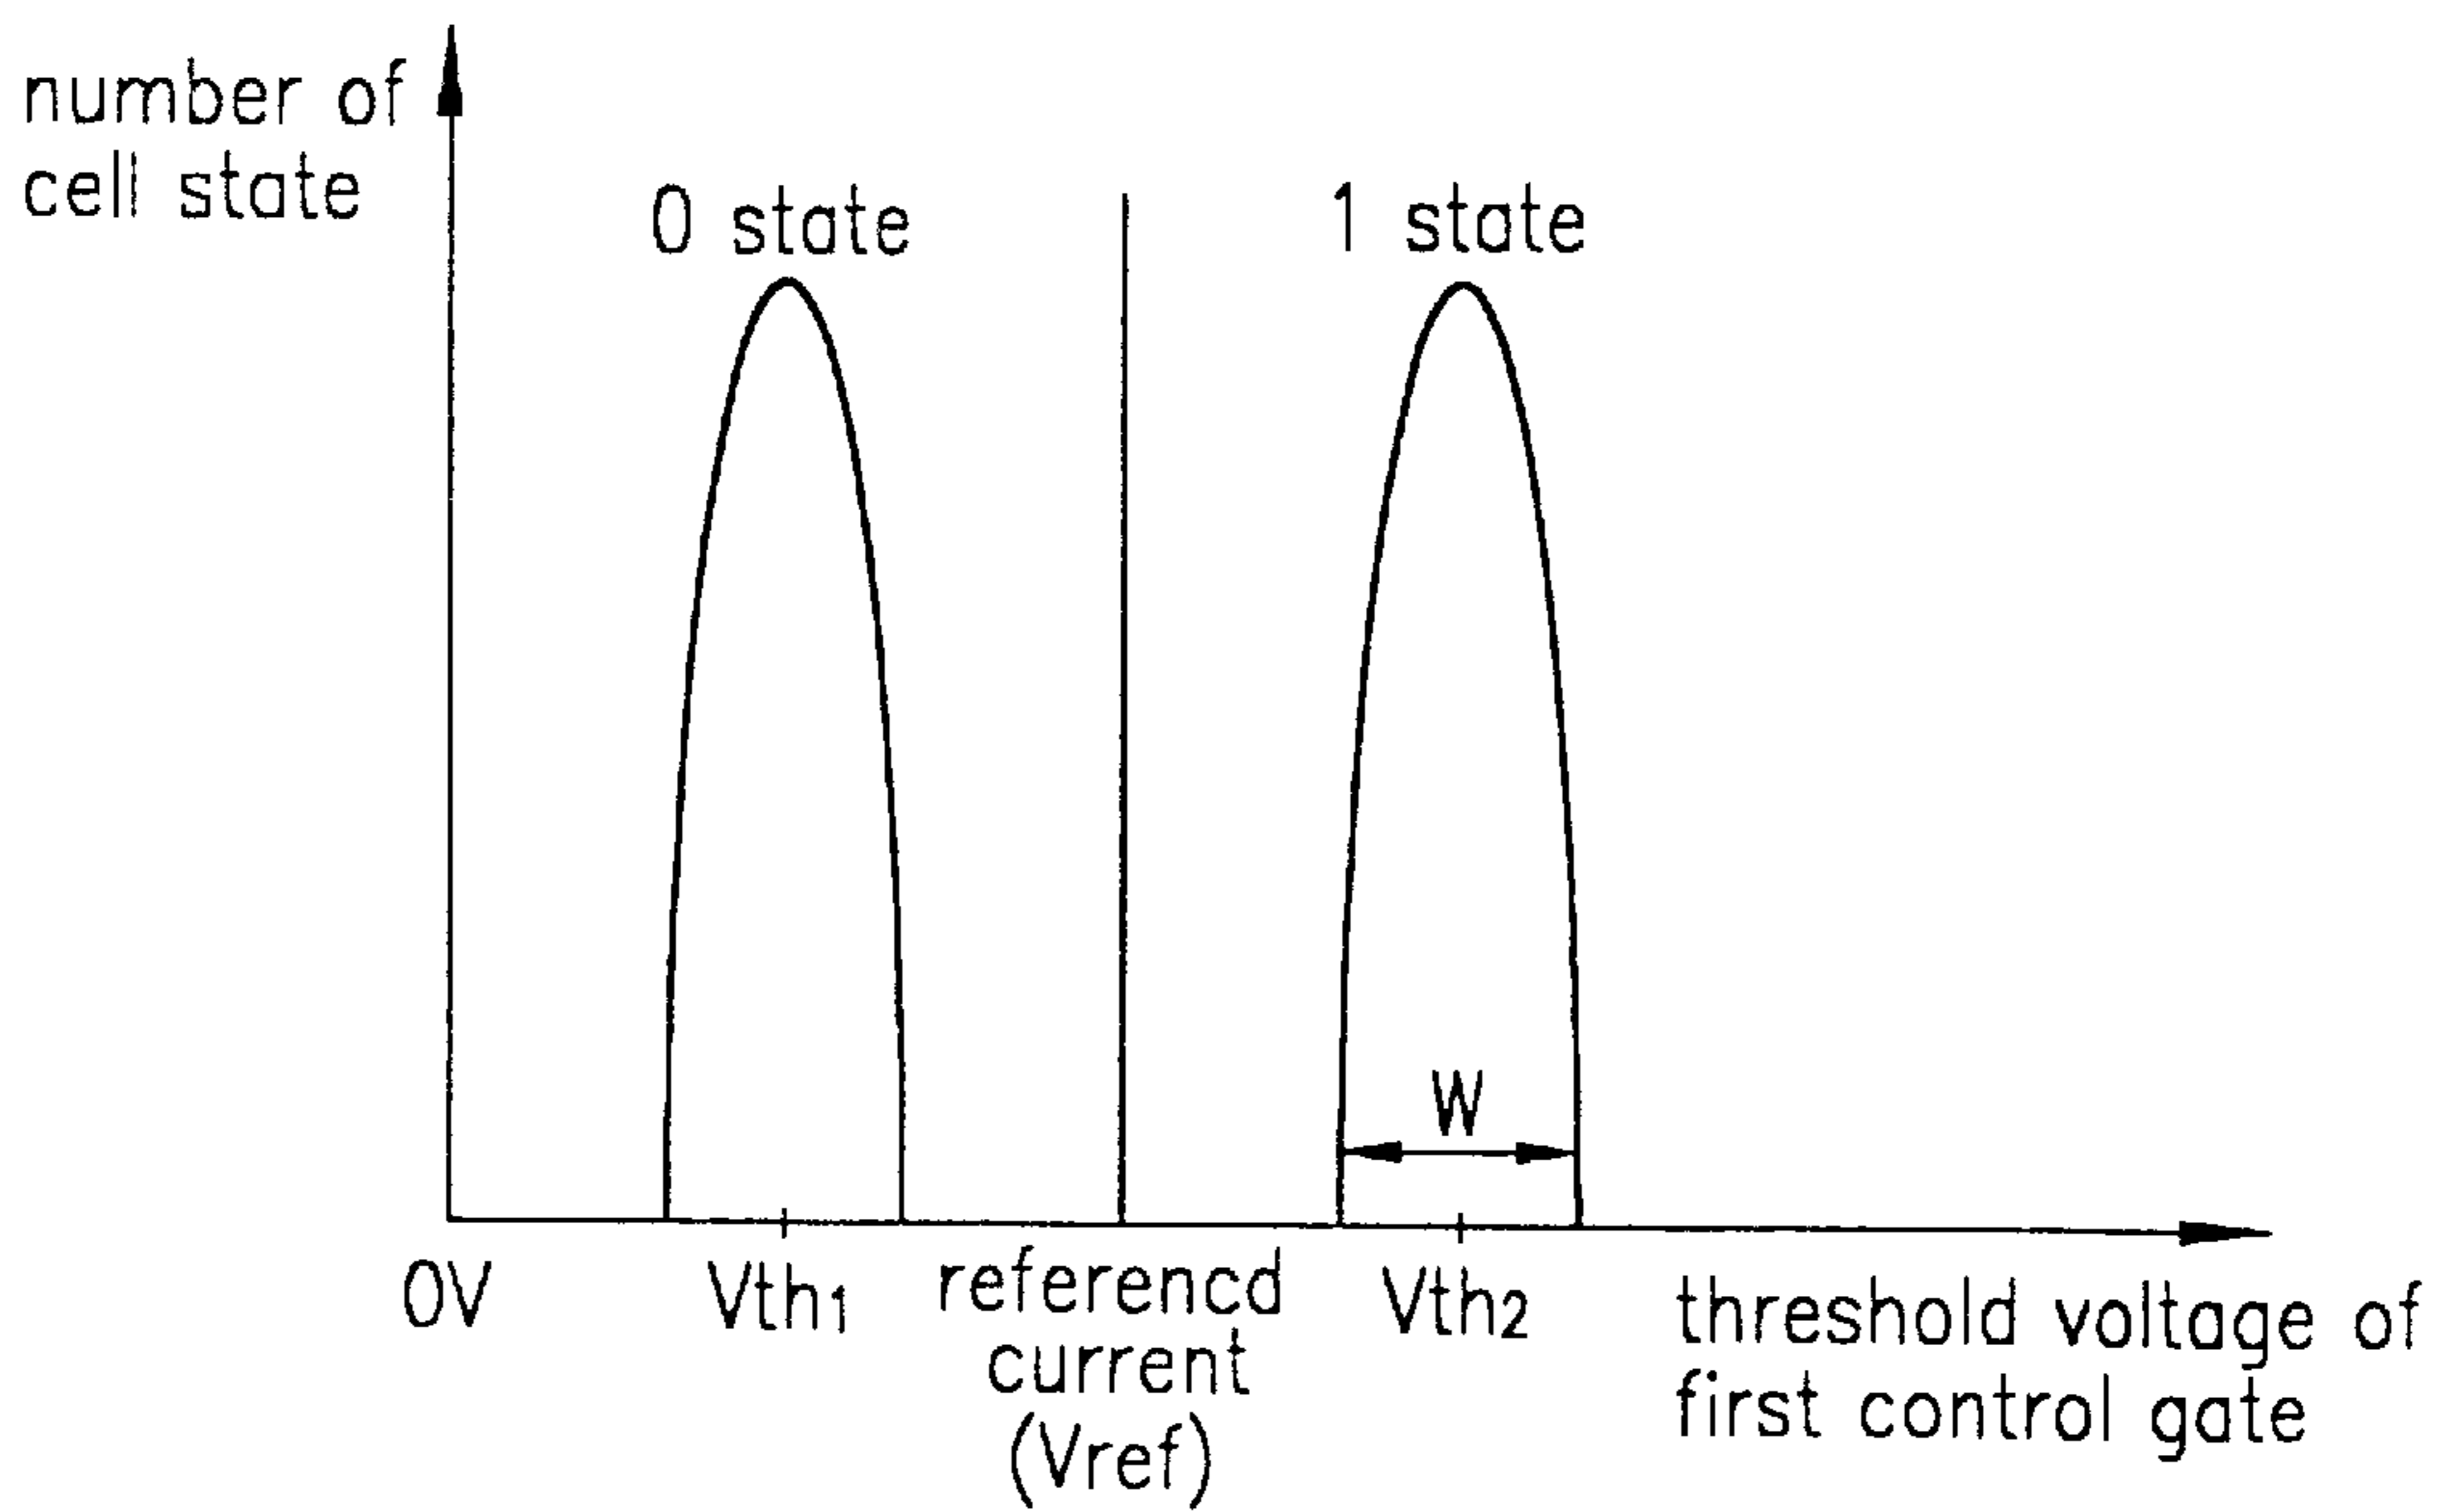 number of
cell state
0 state
1 state
W
0V
Vth1
referencd
current
(Vref)
Vth2
threshold voltage of
first control gate